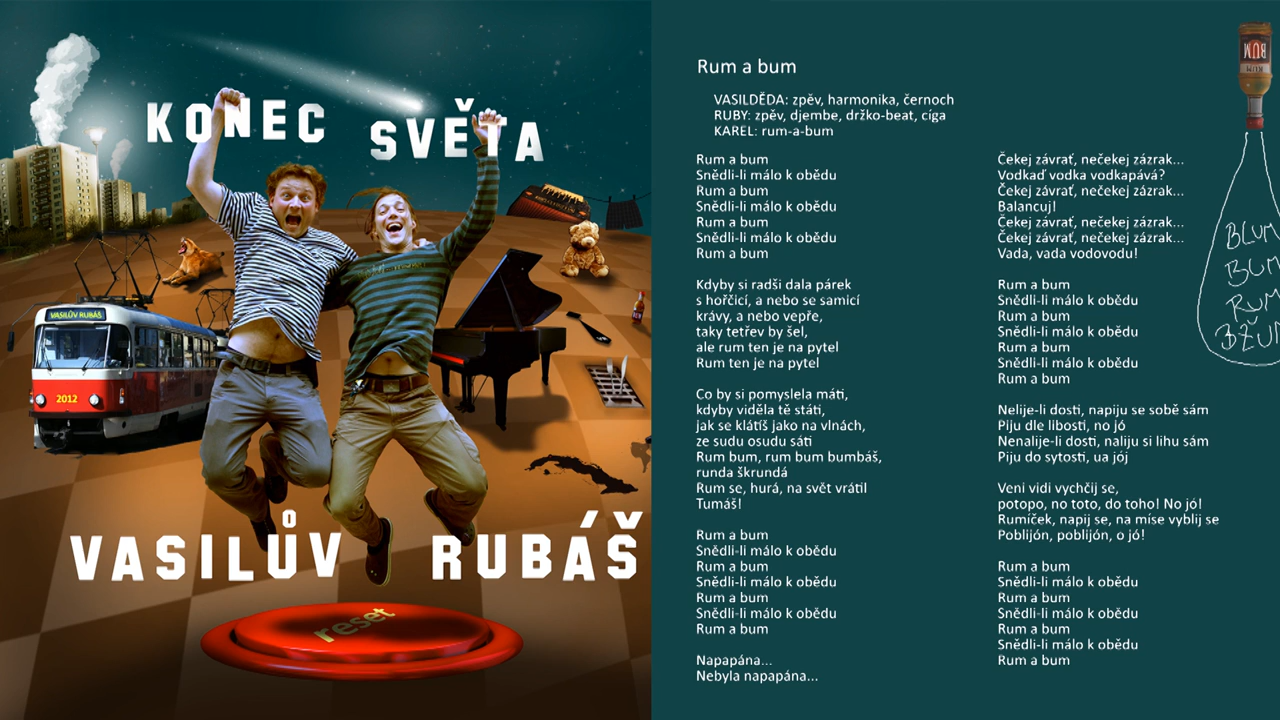 KONEC SVĚTA
VASILŮV RUBÁŠ
2012
VASILŮV RUBÁŠ
reset
Rum a bum
VASILDĚDA: zpěv, harmonika, černoch
RUBY: zpěv, djembe, držko-beat, cíga
KAREL: rum-a-bum
Rum a bum
Snědli-li málo k obědu
Rum a bum
Snědli-li málo k obědu
Rum a bum
Snědli-li málo k obědu
Rum a bum
Kdyby si radši dala párek
s hořčicí, a nebo se samicí
krávy, a nebo vepře,
taky tetřev by šel,
ale rum ten je na pytel
Rum ten je na pytel
Co by si pomyslela máti,
kdyby viděla tě státi,
jak se klátíš jako na vlnách,
ze sudu osudu sáti
Rum bum, rum bum bumbáš,
runda škrundá
Rum se, hurá, na svět vrátil
Tumáš!
Rum a bum
Snědli-li málo k obědu
Rum a bum
Snědli-li málo k obědu
Rum a bum
Snědli-li málo k obědu
Rum a bum
Napapána...
Nebyla napapána...
Čekej závrať, nečekej zázrak...
Vodkaď vodka vodkapává?
Čekej závrať, nečekej zázrak...
Balancuj!
Čekej závrať, nečekej zázrak...
Čekej závrať, nečekej zázrak...
Vada, vada vodovodu!
Rum a bum
Snědli-li málo k obědu
Rum a bum
Snědli-li málo k obědu
Rum a bum
Snědli-li málo k obědu
Rum a bum
Nelije-li dosti, napiju se sobě sám
Piju dle libosti, no jó
Nenalije-li dosti, naliju si lihu sám
Piju do sytosti, ua jój
Veni vidi vychčij se,
potopo, no toto, do toho! No jó!
Rumíček, napij se, na míse vyblij se
Poblijón, poblijón, o jó!
Rum a bum
Snědli-li málo k obědu
Rum a bum
Snědli-li málo k obědu
Rum a bum
Snědli-li málo k obědu
Rum a bum
BUM
BLUM
BUM
RUM